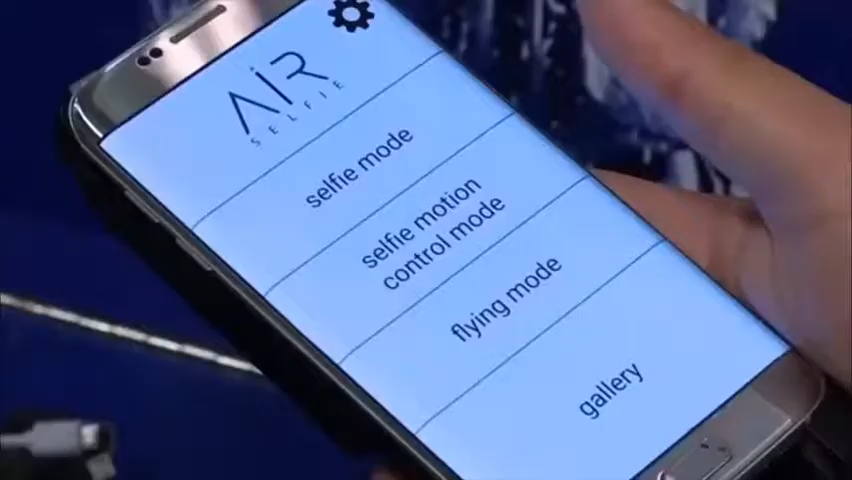 AiR
SELFIE
selfie mode
selfie motion
control mode
flying mode
gallery